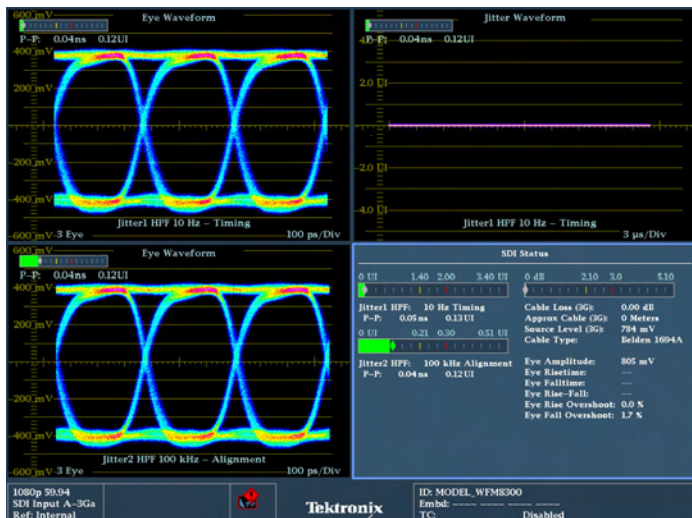 600 mV
Eye Waveform
P-P: 0.04ns 0.12UI
400 mV
200 mV
0 mV
-200 mV
-400 mV
Jitter1 HPF 10 Hz - Timing
-600 mV 3 Eye
100 ps/Div
Jitter Waveform
P-P: 0.04ns 0.12UI
2.0 UI
0 UI
-2.0 UI
-4.0 UI
Jitter1 HPF 10 Hz - Timing
3 µs/Div
600 mV
Eye Waveform
P-P: 0.04ns 0.12UI
400 mV
200 mV
0 mV
-200 mV
-400 mV
Jitter2 HPF 100 kHz - Alignment
-600 mV 3 Eye
100 ps/Div
SDI Status
0 UI 1.40 2.00 3.40 UI
Jitter1 HPF: 10 Hz Timing
P-P: 0.05ns 0.13UI
0 UI 0.21 0.30 0.51 UI
Jitter2 HPF: 100 kHz Alignment
P-P: 0.04ns 0.12UI
0 dB 2.10 3.0 5.10
Cable Loss (3G): 0.00 dB
Approx Cable (3G): 0 Meters
Source Level (3G): 784 mV
Cable Type: Belden 1694A
Eye Amplitude: 805 mV
Eye Risetime: ---
Eye Falltime: ---
Eye Rise-Fall: ---
Eye Rise Overshoot: 0.0 %
Eye Fall Overshoot: 1.7 %
1080p 59.94
SDI Input A-3Ga
Ref: Internal
Tektronix
ID: MODEL_WFM8300
Embd: ---- ---- ---- ----
TC: Disabled